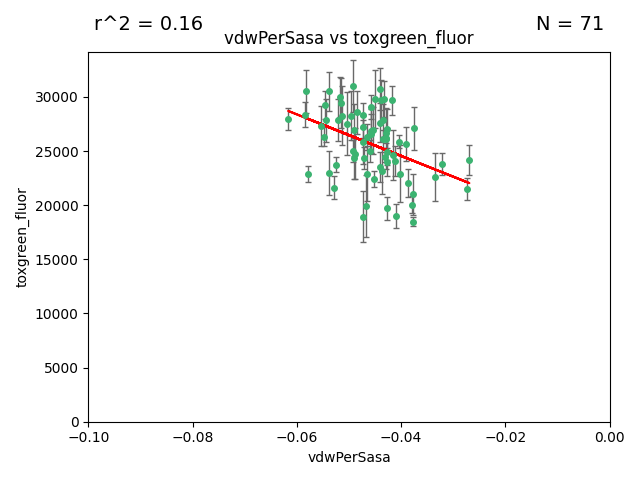 r^2 = 0.16
N = 71
vdwPerSasa vs toxgreen_fluor
toxgreen_fluor
30000
25000
20000
15000
10000
5000
0
−0.10
−0.08
−0.06
−0.04
−0.02
0.00
vdwPerSasa